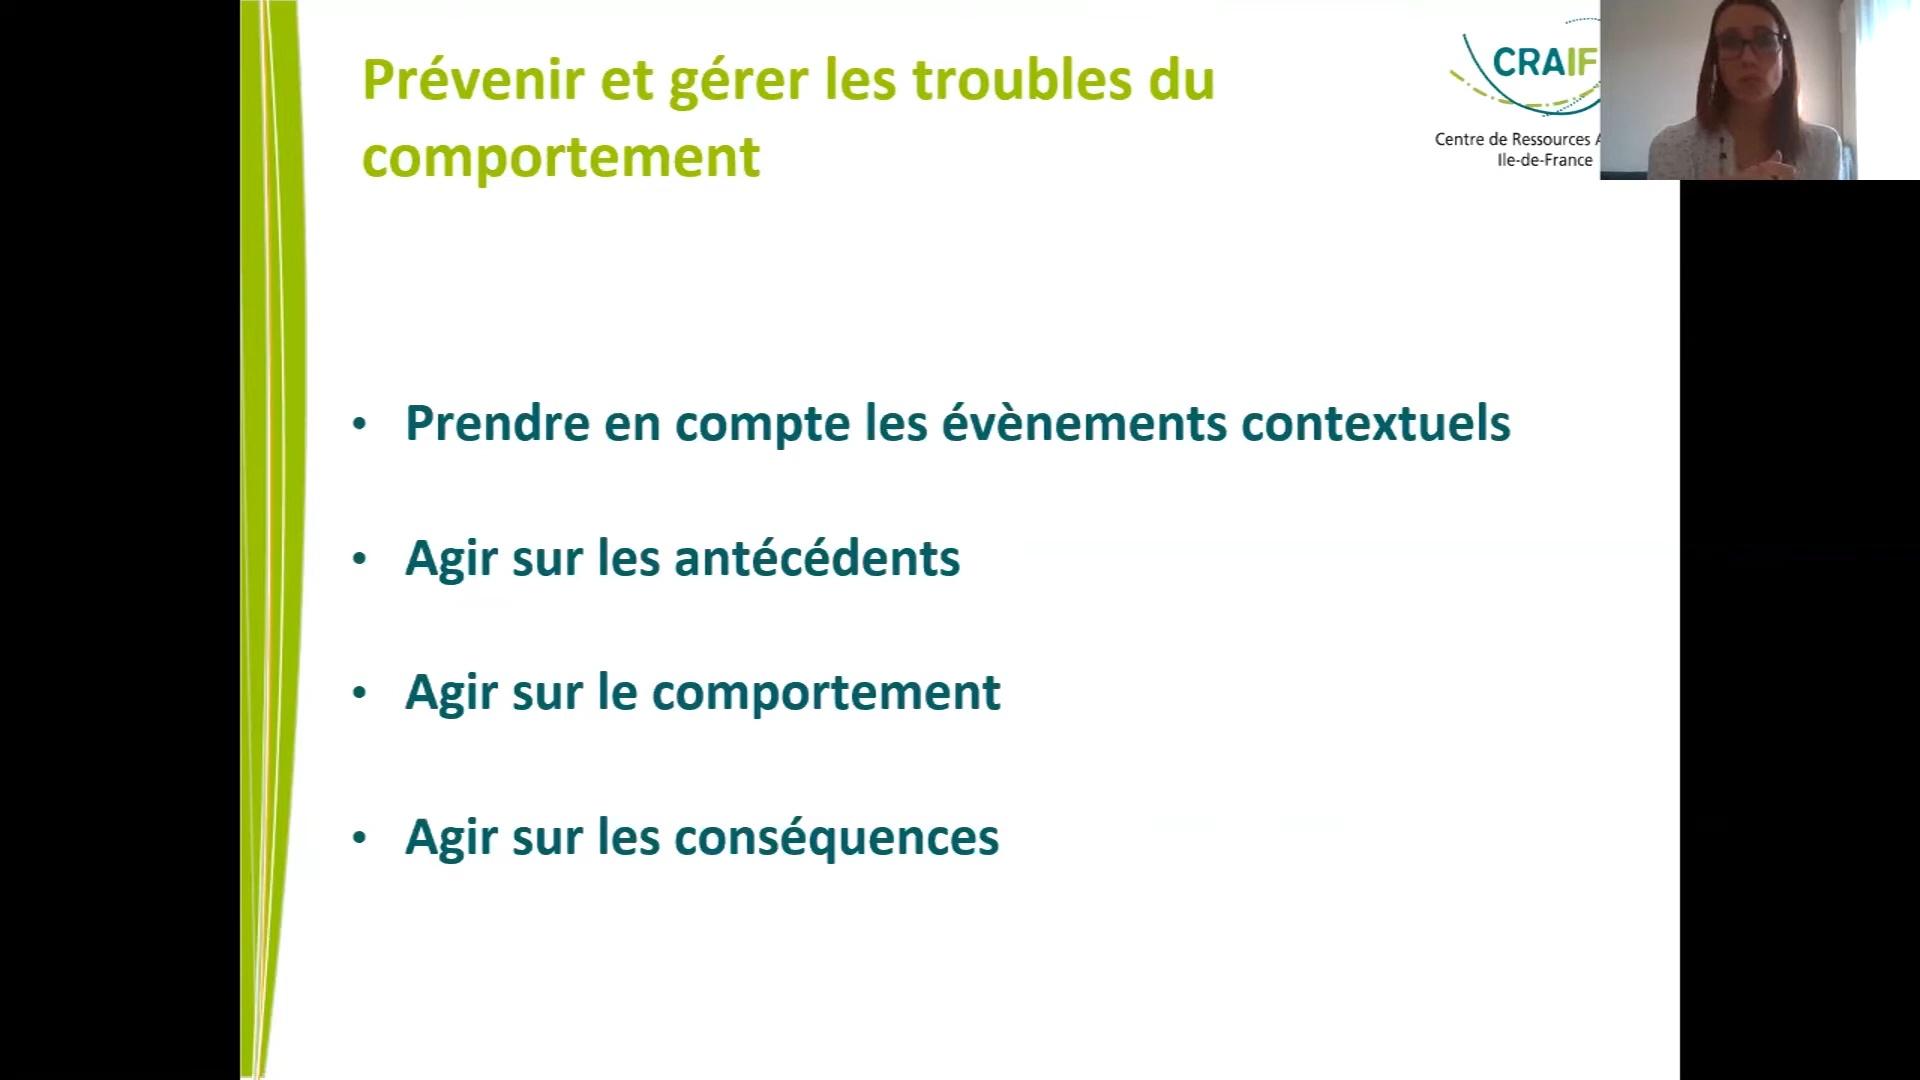 Prévenir et gérer les troubles du
comportement
CRAIF
Centre de Ressources
Ile-de-France
• Prendre en compte les évènements contextuels
• Agir sur les antécédents
• Agir sur le comportement
• Agir sur les conséquences